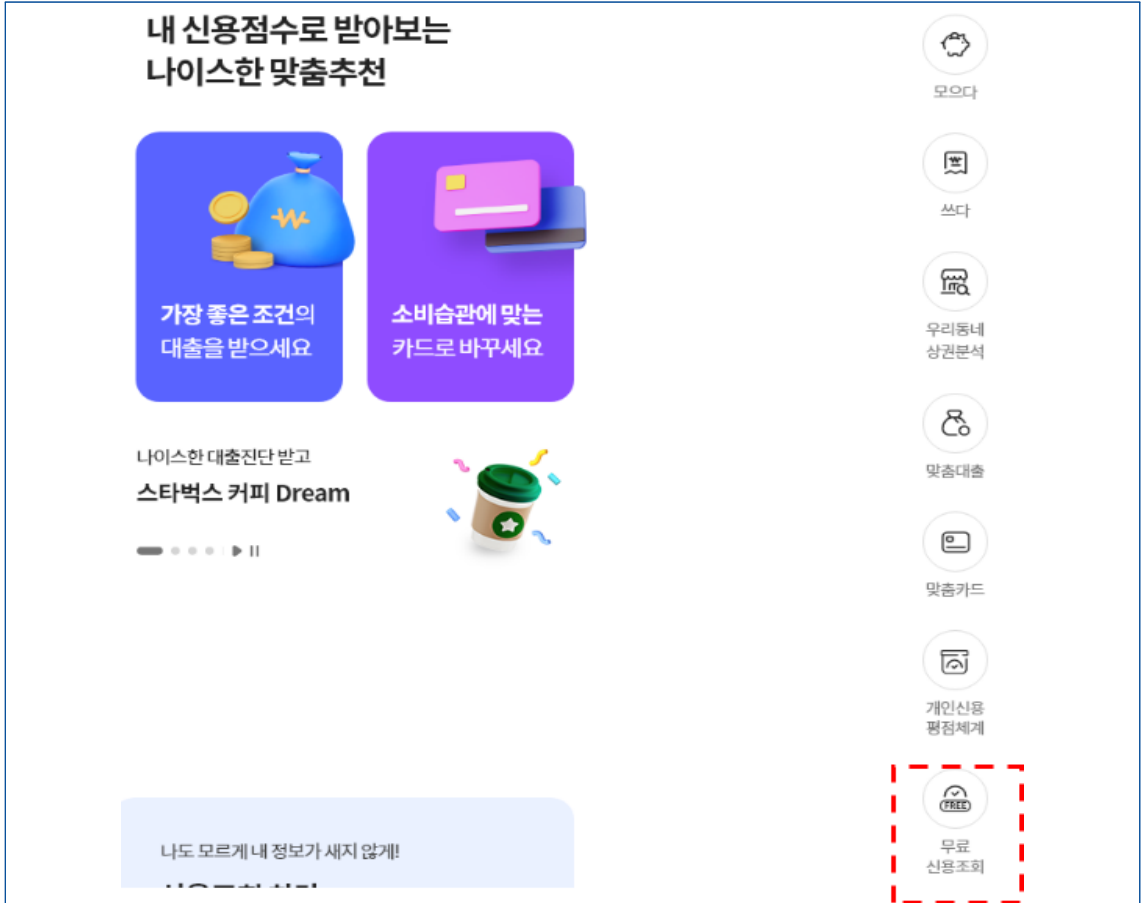 내 신용점수로 받아보는
나이스한 맞춤추천
가장 좋은 조건의
대출을 받으세요
소비습관에 맞는
카드로 바꾸세요
나이스한 대출진단 받고
스타벅스 커피 Dream
나도 모르게 내 정보가 새지 않게!
모으다
쓰다
우리동네
상권분석
맞춤대출
맞춤카드
개인신용
평점체계
FREE
무료
신용조회